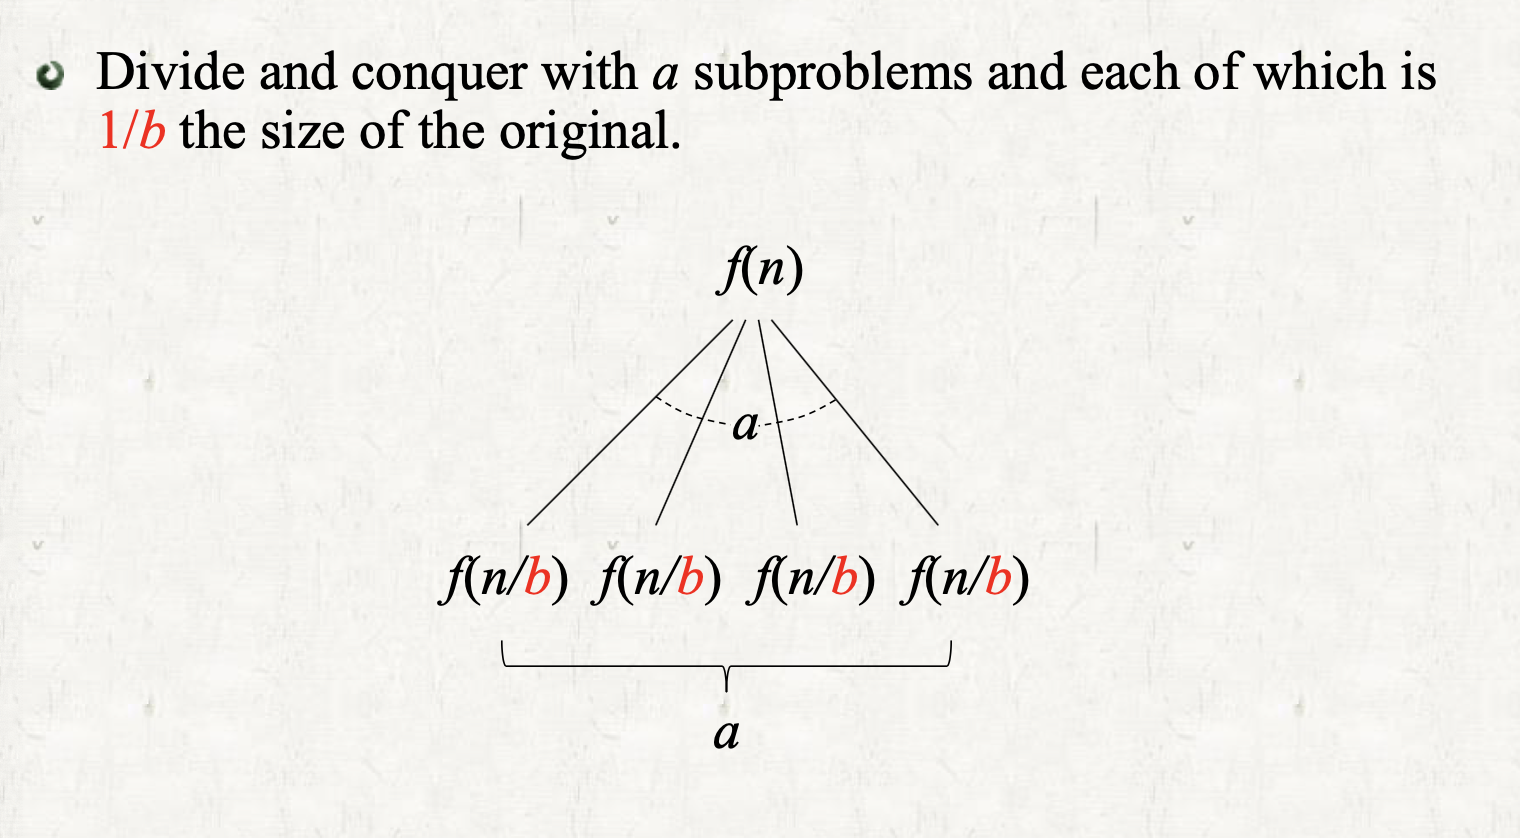 Divide and conquer with a subproblems and each of which is
1/b the size of the original.
f(n)
a
f(n/b) f(n/b) f(n/b) f(n/b)
a